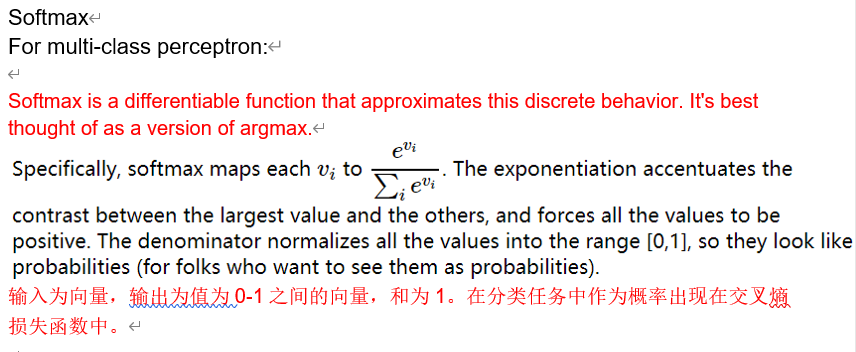 Softmax↵
For multi-class perceptron:↵
↵
Softmax is a differentiable function that approximates this discrete behavior. It's best
thought of as a version of argmax.↵
Specifically, softmax maps each $v_i$ to $\frac{e^{v_i}}{\sum_i e^{v_i}}$. The exponentiation accentuates the
contrast between the largest value and the others, and forces all the values to be
positive. The denominator normalizes all the values into the range [0,1], so they look like
probabilities (for folks who want to see them as probabilities).
输入为向量，输出为值为 0-1 之间的向量，和为 1。在分类任务中作为概率出现在交叉熵
损失函数中。↵